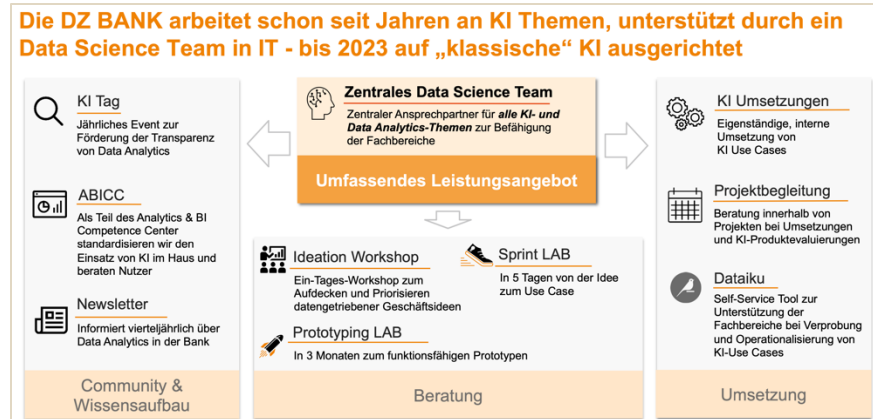 Die DZ BANK arbeitet schon seit Jahren an KI Themen, unterstützt durch ein
Data Science Team in IT - bis 2023 auf „klassische“ KI ausgerichtet
KI Tag
Jährliches Event zur
Förderung der Transparenz
von Data Analytics
ABICC
Als Teil des Analytics & BI
Competence Center
standardisieren wir den
Einsatz von KI im Haus und
beraten Nutzer
Newsletter
Informiert vierteljährlich über
Data Analytics in der Bank
Community &
Wissensaufbau
Zentrales Data Science Team
Zentraler Ansprechpartner für alle KI- und
Data Analytics-Themen zur Befähigung
der Fachbereiche
Umfassendes Leistungsangebot
Ideation Workshop
Ein-Tages-Workshop zum
Aufdecken und Priorisieren
datengetriebener Geschäftsideen
Sprint LAB
In 5 Tagen von der Idee
zum Use Case
Prototyping LAB
In 3 Monaten zum funktionsfähigen Prototypen
Beratung
KI Umsetzungen
Eigenständige, interne
Umsetzung von
KI Use Cases
Projektbegleitung
Beratung innerhalb von
Projekten bei Umsetzungen
und KI-Produktevaluierungen
Dataiku
Self-Service Tool zur
Unterstützung der
Fachbereiche bei Verprobung
und Operationalisierung von
KI-Use Cases
Umsetzung